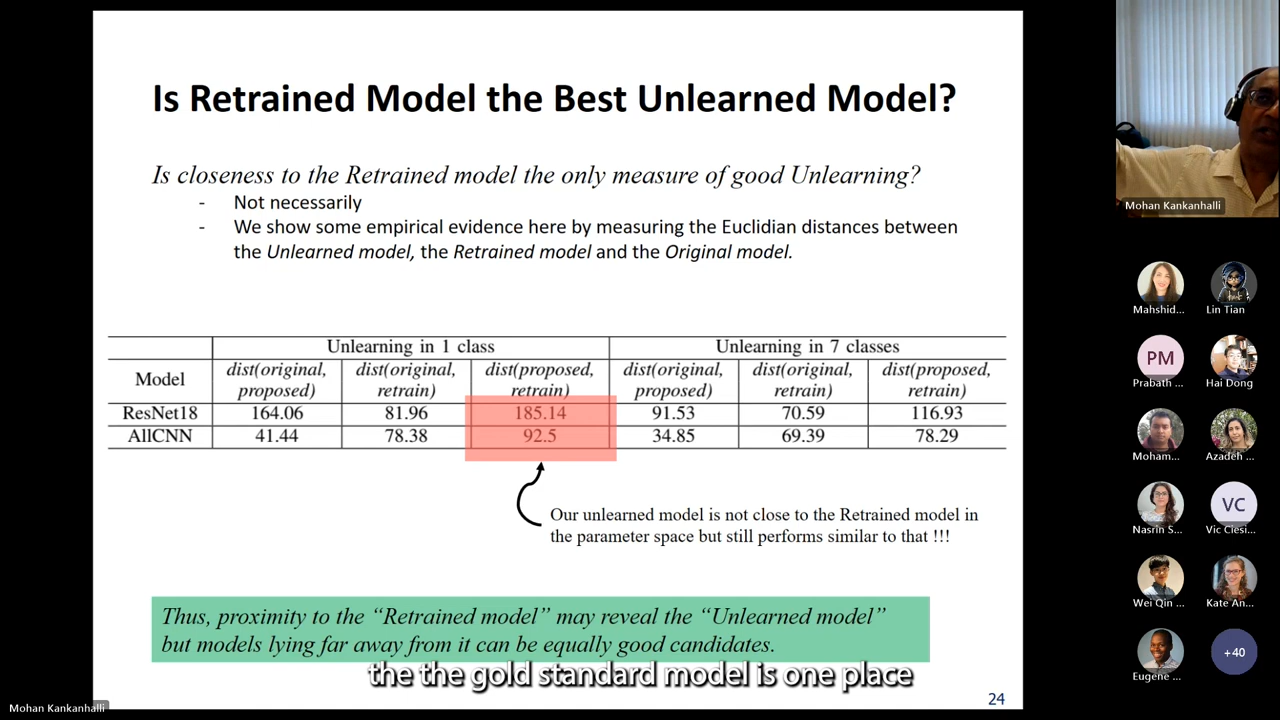 Is Retrained Model the Best Unlearned Model?
Is closeness to the Retrained model the only measure of good Unlearning?
- Not necessarily
- We show some empirical evidence here by measuring the Euclidian distances between
the Unlearned model, the Retrained model and the Original model.
Unlearning in 1 class Unlearning in 7 classes
Model dist(original, proposed) dist(original, retrain) dist(proposed, retrain) dist(original, proposed) dist(original, retrain) dist(proposed, retrain)
ResNet18 164.06 81.96 185.14 91.53 70.59 116.93
AllCNN 41.44 78.38 92.5 34.85 69.39 78.29
Our unlearned model is not close to the Retrained model in
the parameter space but still performs similar to that !!!
Thus, proximity to the “Retrained model” may reveal the “Unlearned model”
but models lying far away from it can be equally good candidates.
the the gold standard model is one place
24
Mohan Kankanhalli
Mohan Kankanhalli
Mahshid... Lin Tian
PM
Prabath ... Hai Dong
Moham... Azadeh ...
VC
Nasrin S... Vic Ciesi...
Wei Qin ... Kate An...
+40
Eugene ...